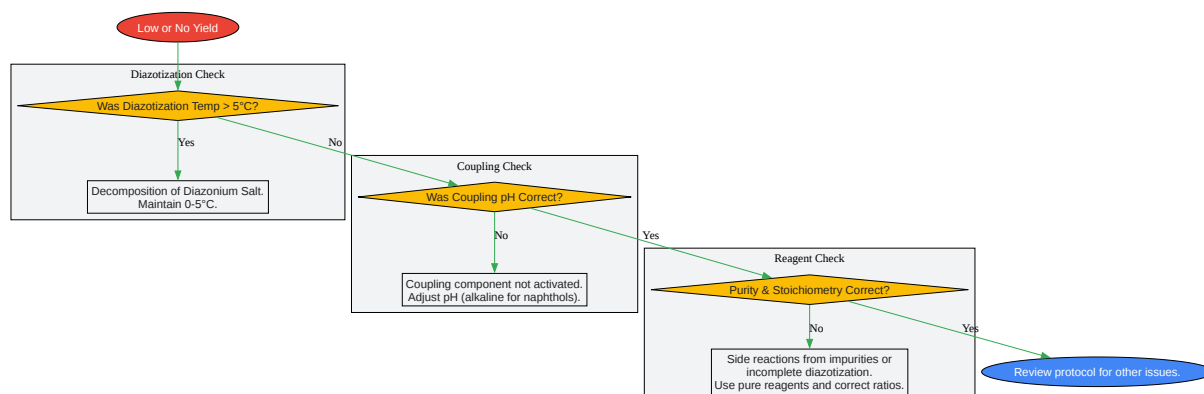 Low or No Yield
Diazotization Check
Was Diazotization Temp > 5°C?
Yes
No
Decomposition of Diazonium Salt.
Maintain 0-5°C.
Coupling Check
Was Coupling pH Correct?
No
Yes
Coupling component not activated.
Adjust pH (alkaline for naphthols).
Reagent Check
Purity & Stoichiometry Correct?
No
Yes
Side reactions from impurities or
incomplete diazotization.
Use pure reagents and correct ratios.
Review protocol for other issues.